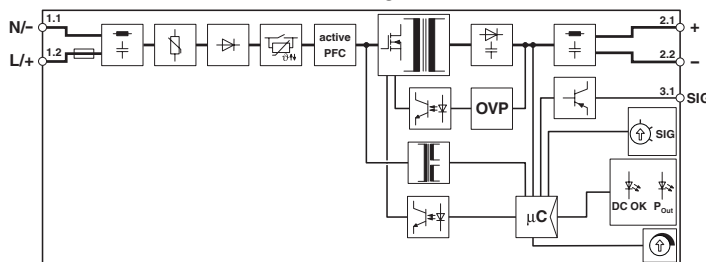 N/−
1.1
L/+
1.2
active
PFC
2.1
+
2.2
−
3.1
SIG
OVP
SIG
μC
DC OK
P Out
ϑ